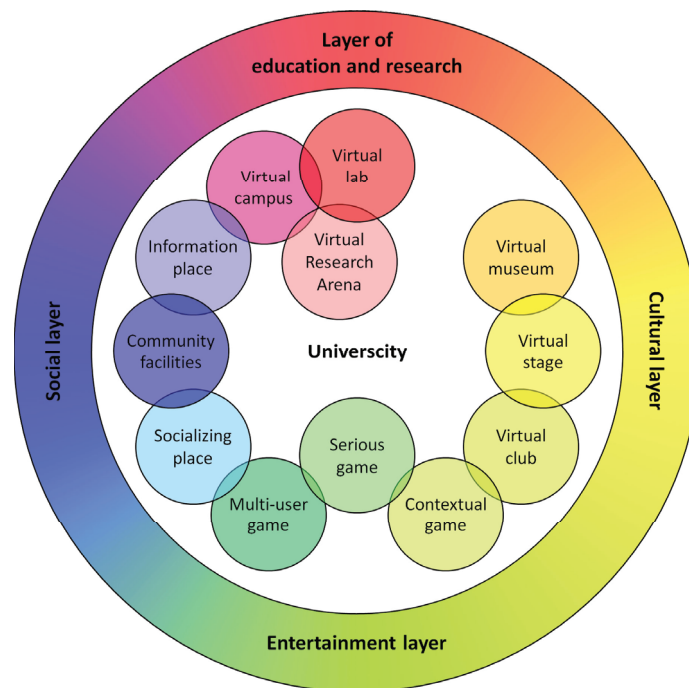 Layer of
education and research
Virtual
lab
Virtual
campus
Virtual
Research
Arena
Information
place
Virtual
museum
Social layer
Community
facilities
Universcity
Virtual
stage
Cultural layer
Socializing
place
Serious
game
Virtual
club
Multi-user
game
Contextual
game
Entertainment layer